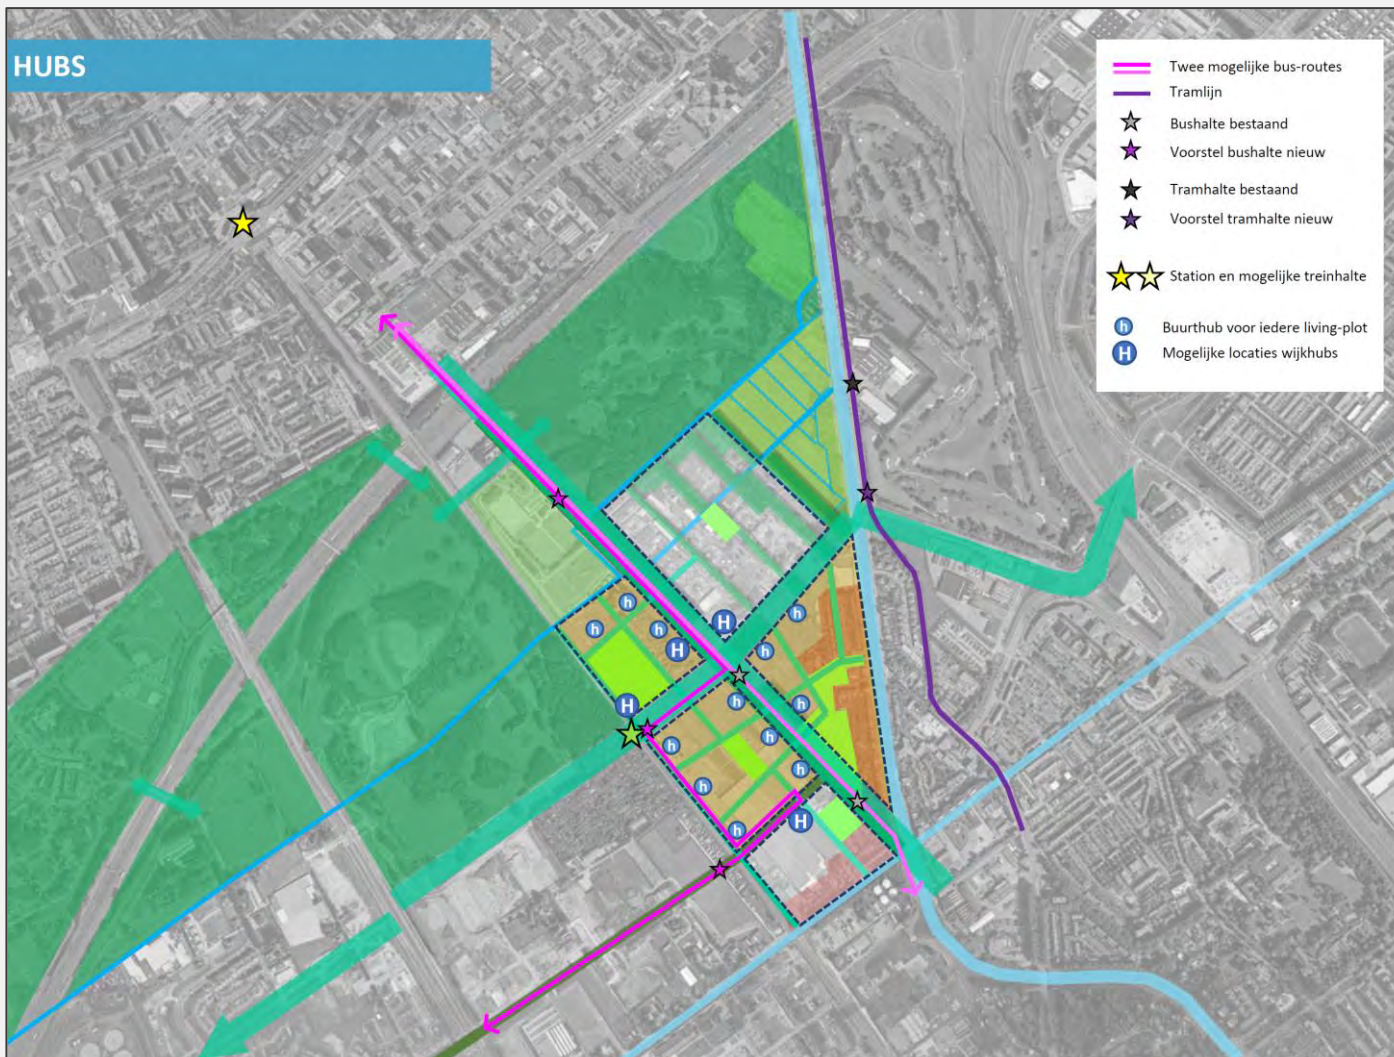 HUBS
Twee mogelijke bus-routes
Tramlijn
Bushalte bestaand
Voorstel bushalte nieuw
Tramhalte bestaand
Voorstel tramhalte nieuw
Station en mogelijke treinhalte
h Buurthub voor iedere living-plot
H Mogelijke locaties wijkhubs
h
h
h
h
H
H
h
H
h
h
h
h
h
h
H
h